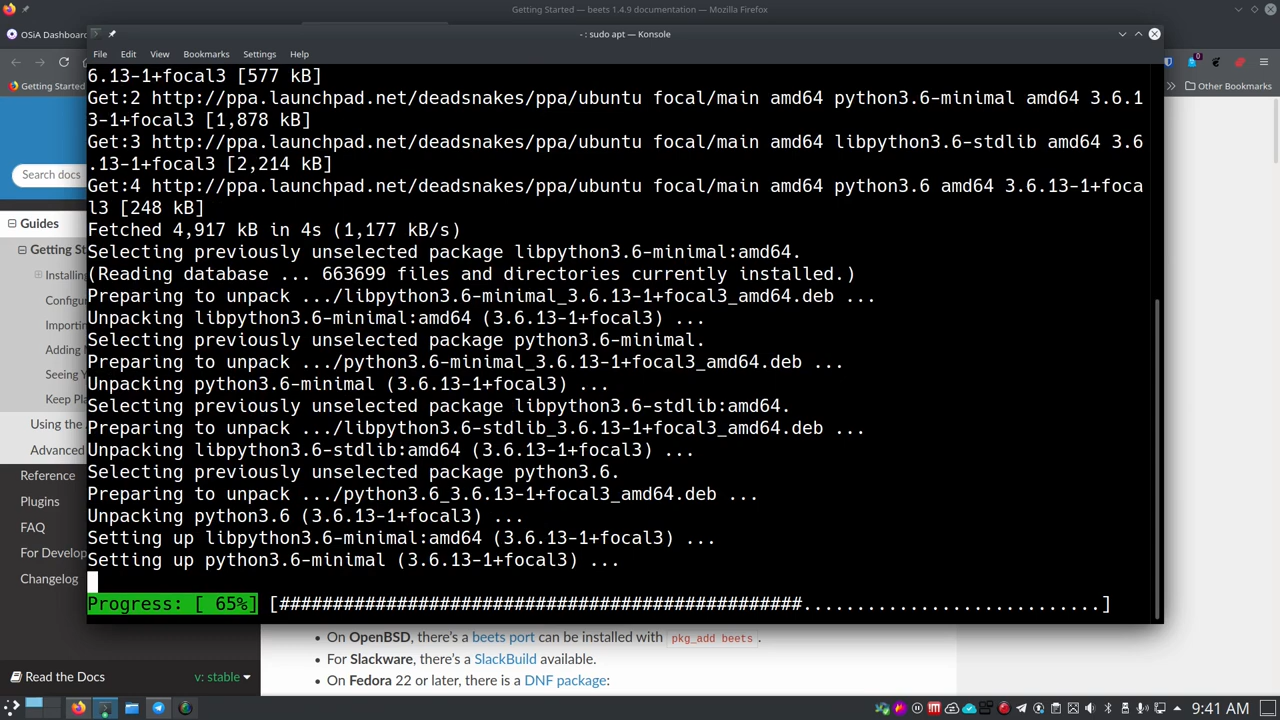 Getting Started — beets 1.4.9 documentation — Mozilla Firefox
OSiA Dashboar
- : sudo apt — Konsole
File Edit View Bookmarks Settings Help
Getting Started
Other Bookmarks
6.13-1+focal3 [577 kB]
Get:2 http://ppa.launchpad.net/deadsnakes/ppa/ubuntu focal/main amd64 python3.6-minimal amd64 3.6.1
3-1+focal3 [1,878 kB]
Get:3 http://ppa.launchpad.net/deadsnakes/ppa/ubuntu focal/main amd64 libpython3.6-stdlib amd64 3.6
.13-1+focal3 [2,214 kB]
Get:4 http://ppa.launchpad.net/deadsnakes/ppa/ubuntu focal/main amd64 python3.6 amd64 3.6.13-1+foca
l3 [248 kB]
Fetched 4,917 kB in 4s (1,177 kB/s)
Selecting previously unselected package libpython3.6-minimal:amd64.
(Reading database ... 663699 files and directories currently installed.)
Preparing to unpack .../libpython3.6-minimal_3.6.13-1+focal3_amd64.deb ...
Unpacking libpython3.6-minimal:amd64 (3.6.13-1+focal3) ...
Selecting previously unselected package python3.6-minimal.
Preparing to unpack .../python3.6-minimal_3.6.13-1+focal3_amd64.deb ...
Unpacking python3.6-minimal (3.6.13-1+focal3) ...
Selecting previously unselected package libpython3.6-stdlib:amd64.
Preparing to unpack .../libpython3.6-stdlib_3.6.13-1+focal3_amd64.deb ...
Unpacking libpython3.6-stdlib:amd64 (3.6.13-1+focal3) ...
Selecting previously unselected package python3.6.
Preparing to unpack .../python3.6_3.6.13-1+focal3_amd64.deb ...
Unpacking python3.6 (3.6.13-1+focal3) ...
Setting up libpython3.6-minimal:amd64 (3.6.13-1+focal3) ...
Setting up python3.6-minimal (3.6.13-1+focal3) ...
Progress: [ 65%] [#################################################............................]
Search docs
Guides
Getting St
Installin
Configur
Importin
Adding
Seeing Y
Keep Pla
Using the
Advanced
Reference
Plugins
FAQ
For Develop
Changelog
Read the Docs v: stable
On OpenBSD, there's a beets port can be installed with pkg_add beets .
For Slackware, there's a SlackBuild available.
On Fedora 22 or later, there is a DNF package:
9:41 AM